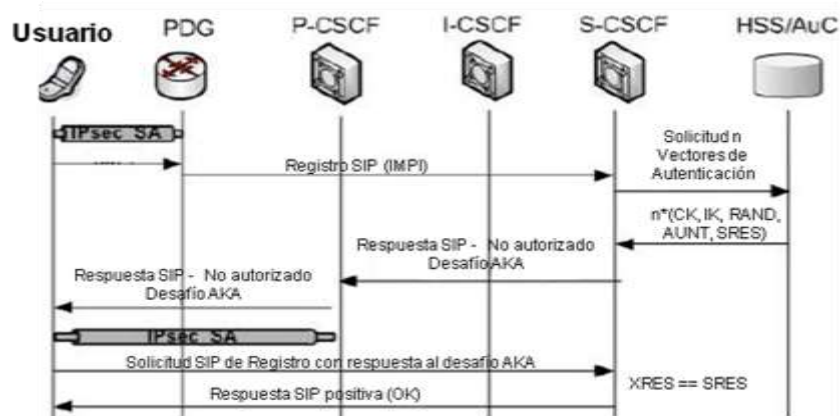 Usuario
PDG
P-CSCF
I-CSCF
S-CSCF
HSS/AuC
IPsec SA
Registro SIP (IMPI)
Solicitud n
Vectores de
Autenticación
n*(CK, IK, RAND,
AUNT, SRES)
Respuesta SIP - No autorizado
Desafío AKA
Respuesta SIP - No autorizado
Desafío AKA
IPsec SA
Solicitud SIP de Registro con respuesta al desafío AKA
XRES == SRES
Respuesta SIP positiva (OK)